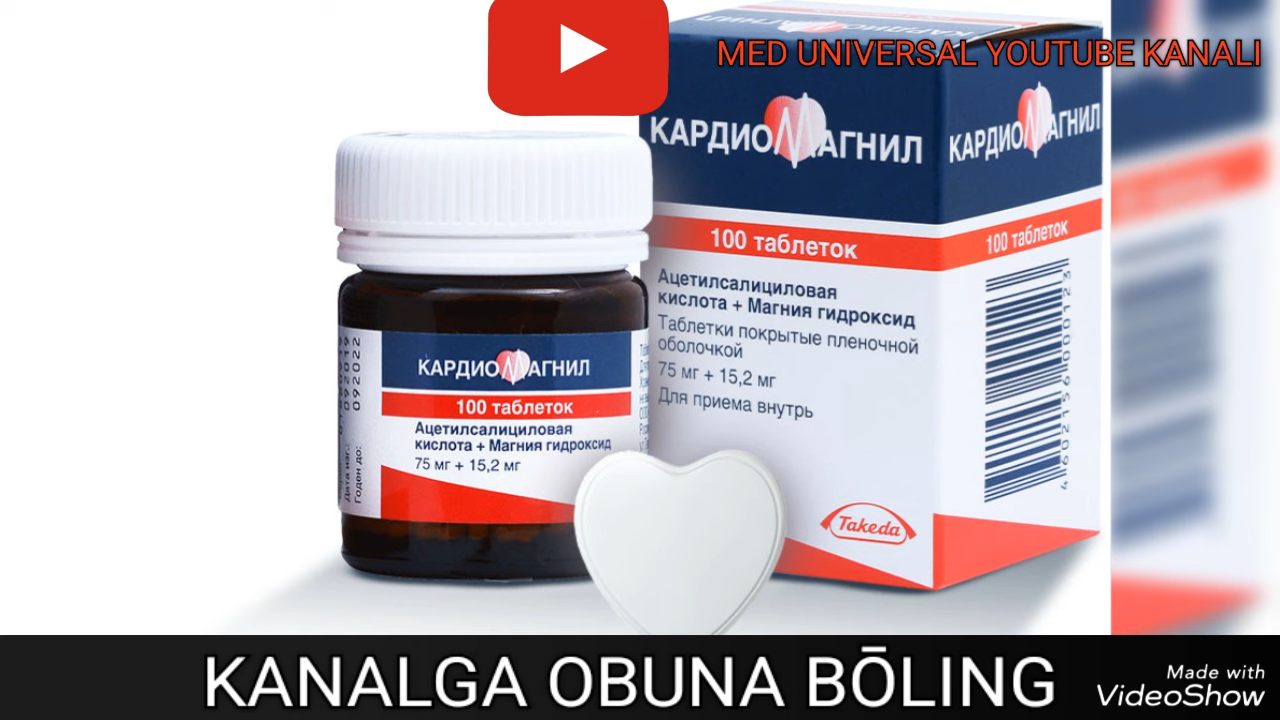 MED UNIVERSAL YOUTUBE KANALI
КАРДИОМАГНИЛ
КАРДИОМАГНИЛ
100 таблеток
100 таблеток
Ацетилсалициловая
кислота + Магния гидроксид
Таблетки покрытые пленочной
оболочкой
75 мг + 15,2 мг
Для приема внутрь
Takeda
КАРДИОМАГНИЛ
100 таблеток
Ацетилсалициловая
кислота + Магния гидроксид
75 мг + 15,2 мг
092019
092022
Дата изг.:
Годен до:
KANALGA OBUNA BŌLING
Made with
VideoShow